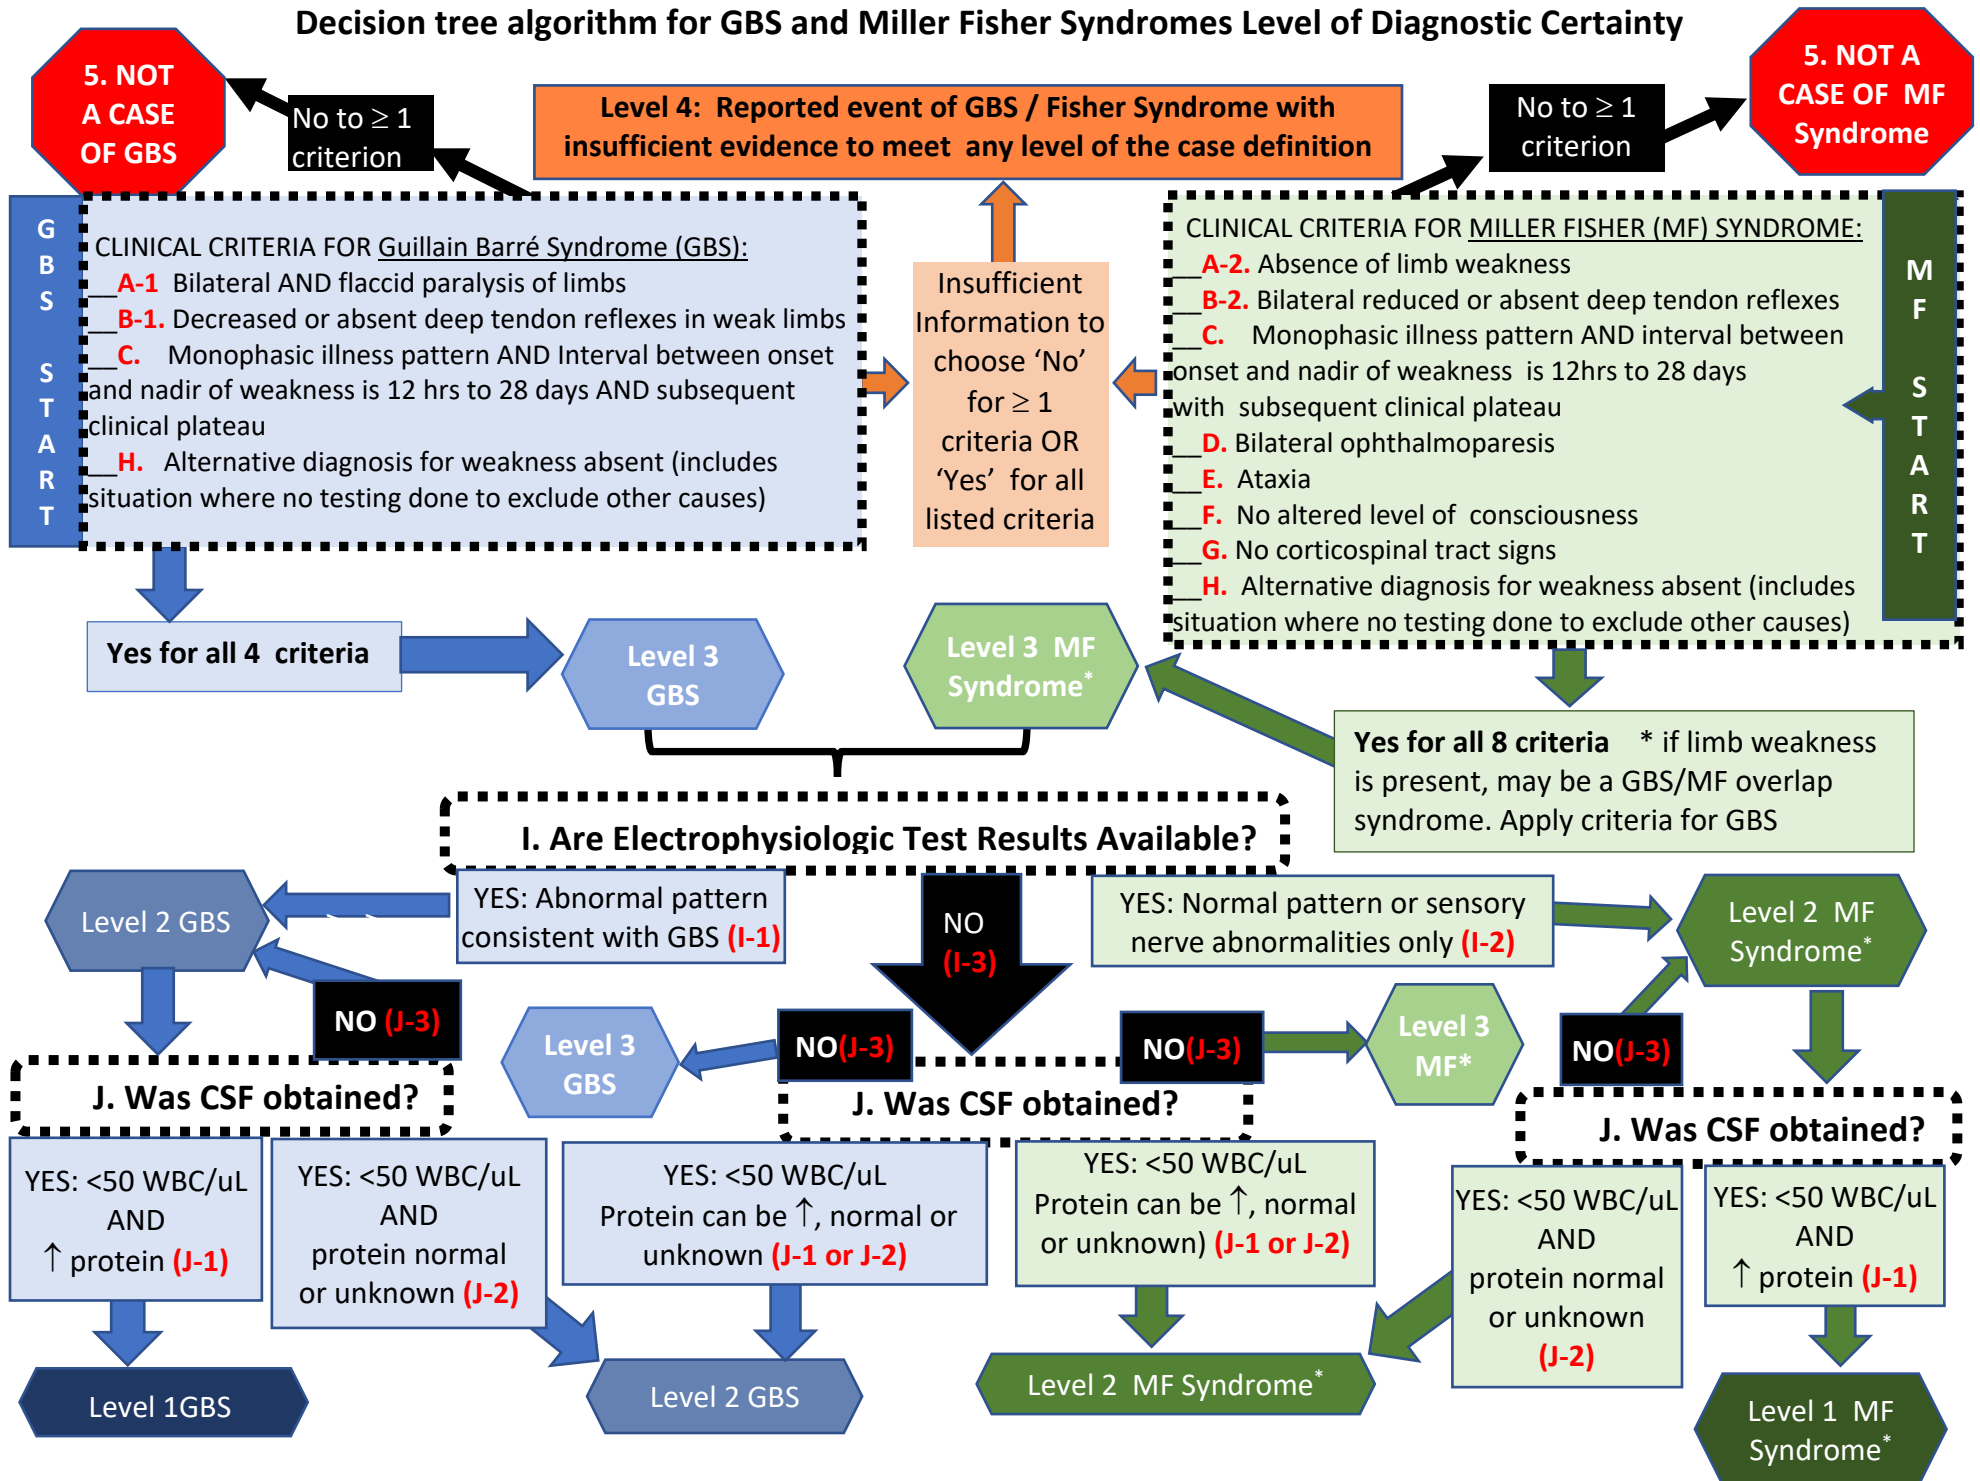 Decision tree algorithm for GBS and Miller Fisher Syndromes Level of Diagnostic Certainty
5. NOT
A CASE
OF GBS
No to ≥ 1
criterion
Level 4: Reported event of GBS / Fisher Syndrome with
insufficient evidence to meet any level of the case definition
No to ≥ 1
criterion
5. NOT A
CASE OF MF
Syndrome
G
B
S
S
T
A
R
T
CLINICAL CRITERIA FOR Guillain Barré Syndrome (GBS):
__A-1 Bilateral AND flaccid paralysis of limbs
__B-1. Decreased or absent deep tendon reflexes in weak limbs
__C. Monophasic illness pattern AND Interval between onset
and nadir of weakness is 12 hrs to 28 days AND subsequent
clinical plateau
__H. Alternative diagnosis for weakness absent (includes
situation where no testing done to exclude other causes)
Insufficient
Information to
choose ‘No’
for ≥ 1
criteria OR
‘Yes’ for all
listed criteria
CLINICAL CRITERIA FOR MILLER FISHER (MF) SYNDROME:
__A-2. Absence of limb weakness
__B-2. Bilateral reduced or absent deep tendon reflexes
__C. Monophasic illness pattern AND interval between
onset and nadir of weakness is 12hrs to 28 days
with subsequent clinical plateau
__D. Bilateral ophthalmoparesis
__E. Ataxia
__F. No altered level of consciousness
__G. No corticospinal tract signs
__H. Alternative diagnosis for weakness absent (includes
situation where no testing done to exclude other causes)
M
F
S
T
A
R
T
Yes for all 4 criteria
Level 3
GBS
Level 3 MF
Syndrome*
Yes for all 8 criteria * if limb weakness
is present, may be a GBS/MF overlap
syndrome. Apply criteria for GBS
I. Are Electrophysiologic Test Results Available?
Level 2 GBS
YES: Abnormal pattern
consistent with GBS (I-1)
NO
(I-3)
YES: Normal pattern or sensory
nerve abnormalities only (I-2)
Level 2 MF
Syndrome*
NO (J-3)
Level 3
GBS
NO(J-3)
NO(J-3)
Level 3
MF*
NO(J-3)
J. Was CSF obtained?
J. Was CSF obtained?
J. Was CSF obtained?
YES: <50 WBC/uL
AND
↑ protein (J-1)
YES: <50 WBC/uL
AND
protein normal
or unknown (J-2)
YES: <50 WBC/uL
Protein can be ↑, normal or
unknown (J-1 or J-2)
YES: <50 WBC/uL
Protein can be ↑, normal
or unknown) (J-1 or J-2)
YES: <50 WBC/uL
AND
protein normal
or unknown
(J-2)
YES: <50 WBC/uL
AND
↑ protein (J-1)
Level 1GBS
Level 2 GBS
Level 2 MF Syndrome*
Level 1 MF
Syndrome*